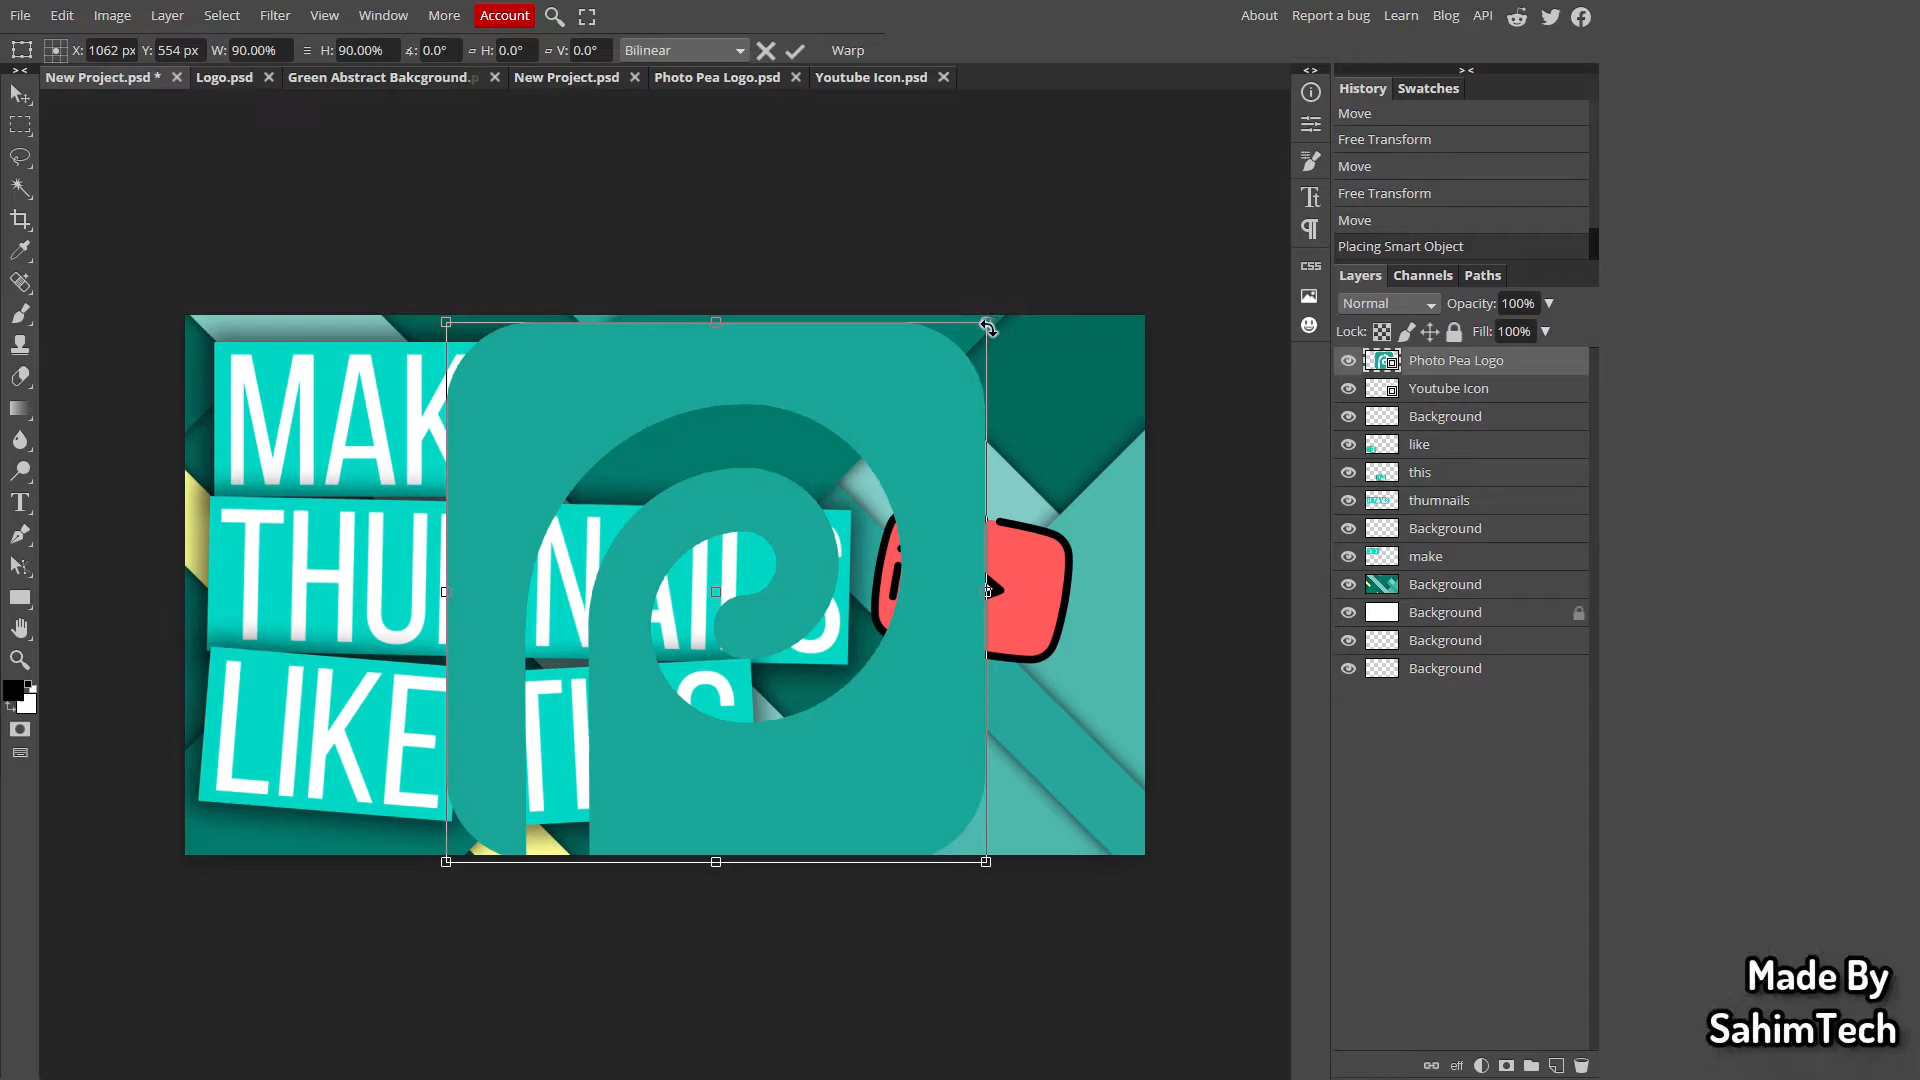 File Edit Image Layer Select Filter View Window More Account About Report a bug Learn Blog API
X: 1062 px Y: 554 px W: 90.00% H: 90.00% ∡: 0.0° H: 0.0° V: 0.0° Bilinear Warp
New Project.psd * Logo.psd Green Abstract Bakcground.p New Project.psd Photo Pea Logo.psd Youtube Icon.psd
History Swatches
Move
Free Transform
Move
Free Transform
Move
Placing Smart Object
Layers Channels Paths
Normal Opacity: 100%
Lock: Fill: 100%
Photo Pea Logo
Youtube Icon
Background
like
this
thumnails
Background
make
Background
Background
Background
Background
CSS
eff
MAK
THU NAILS
LIKE TI S
Made By
SahimTech